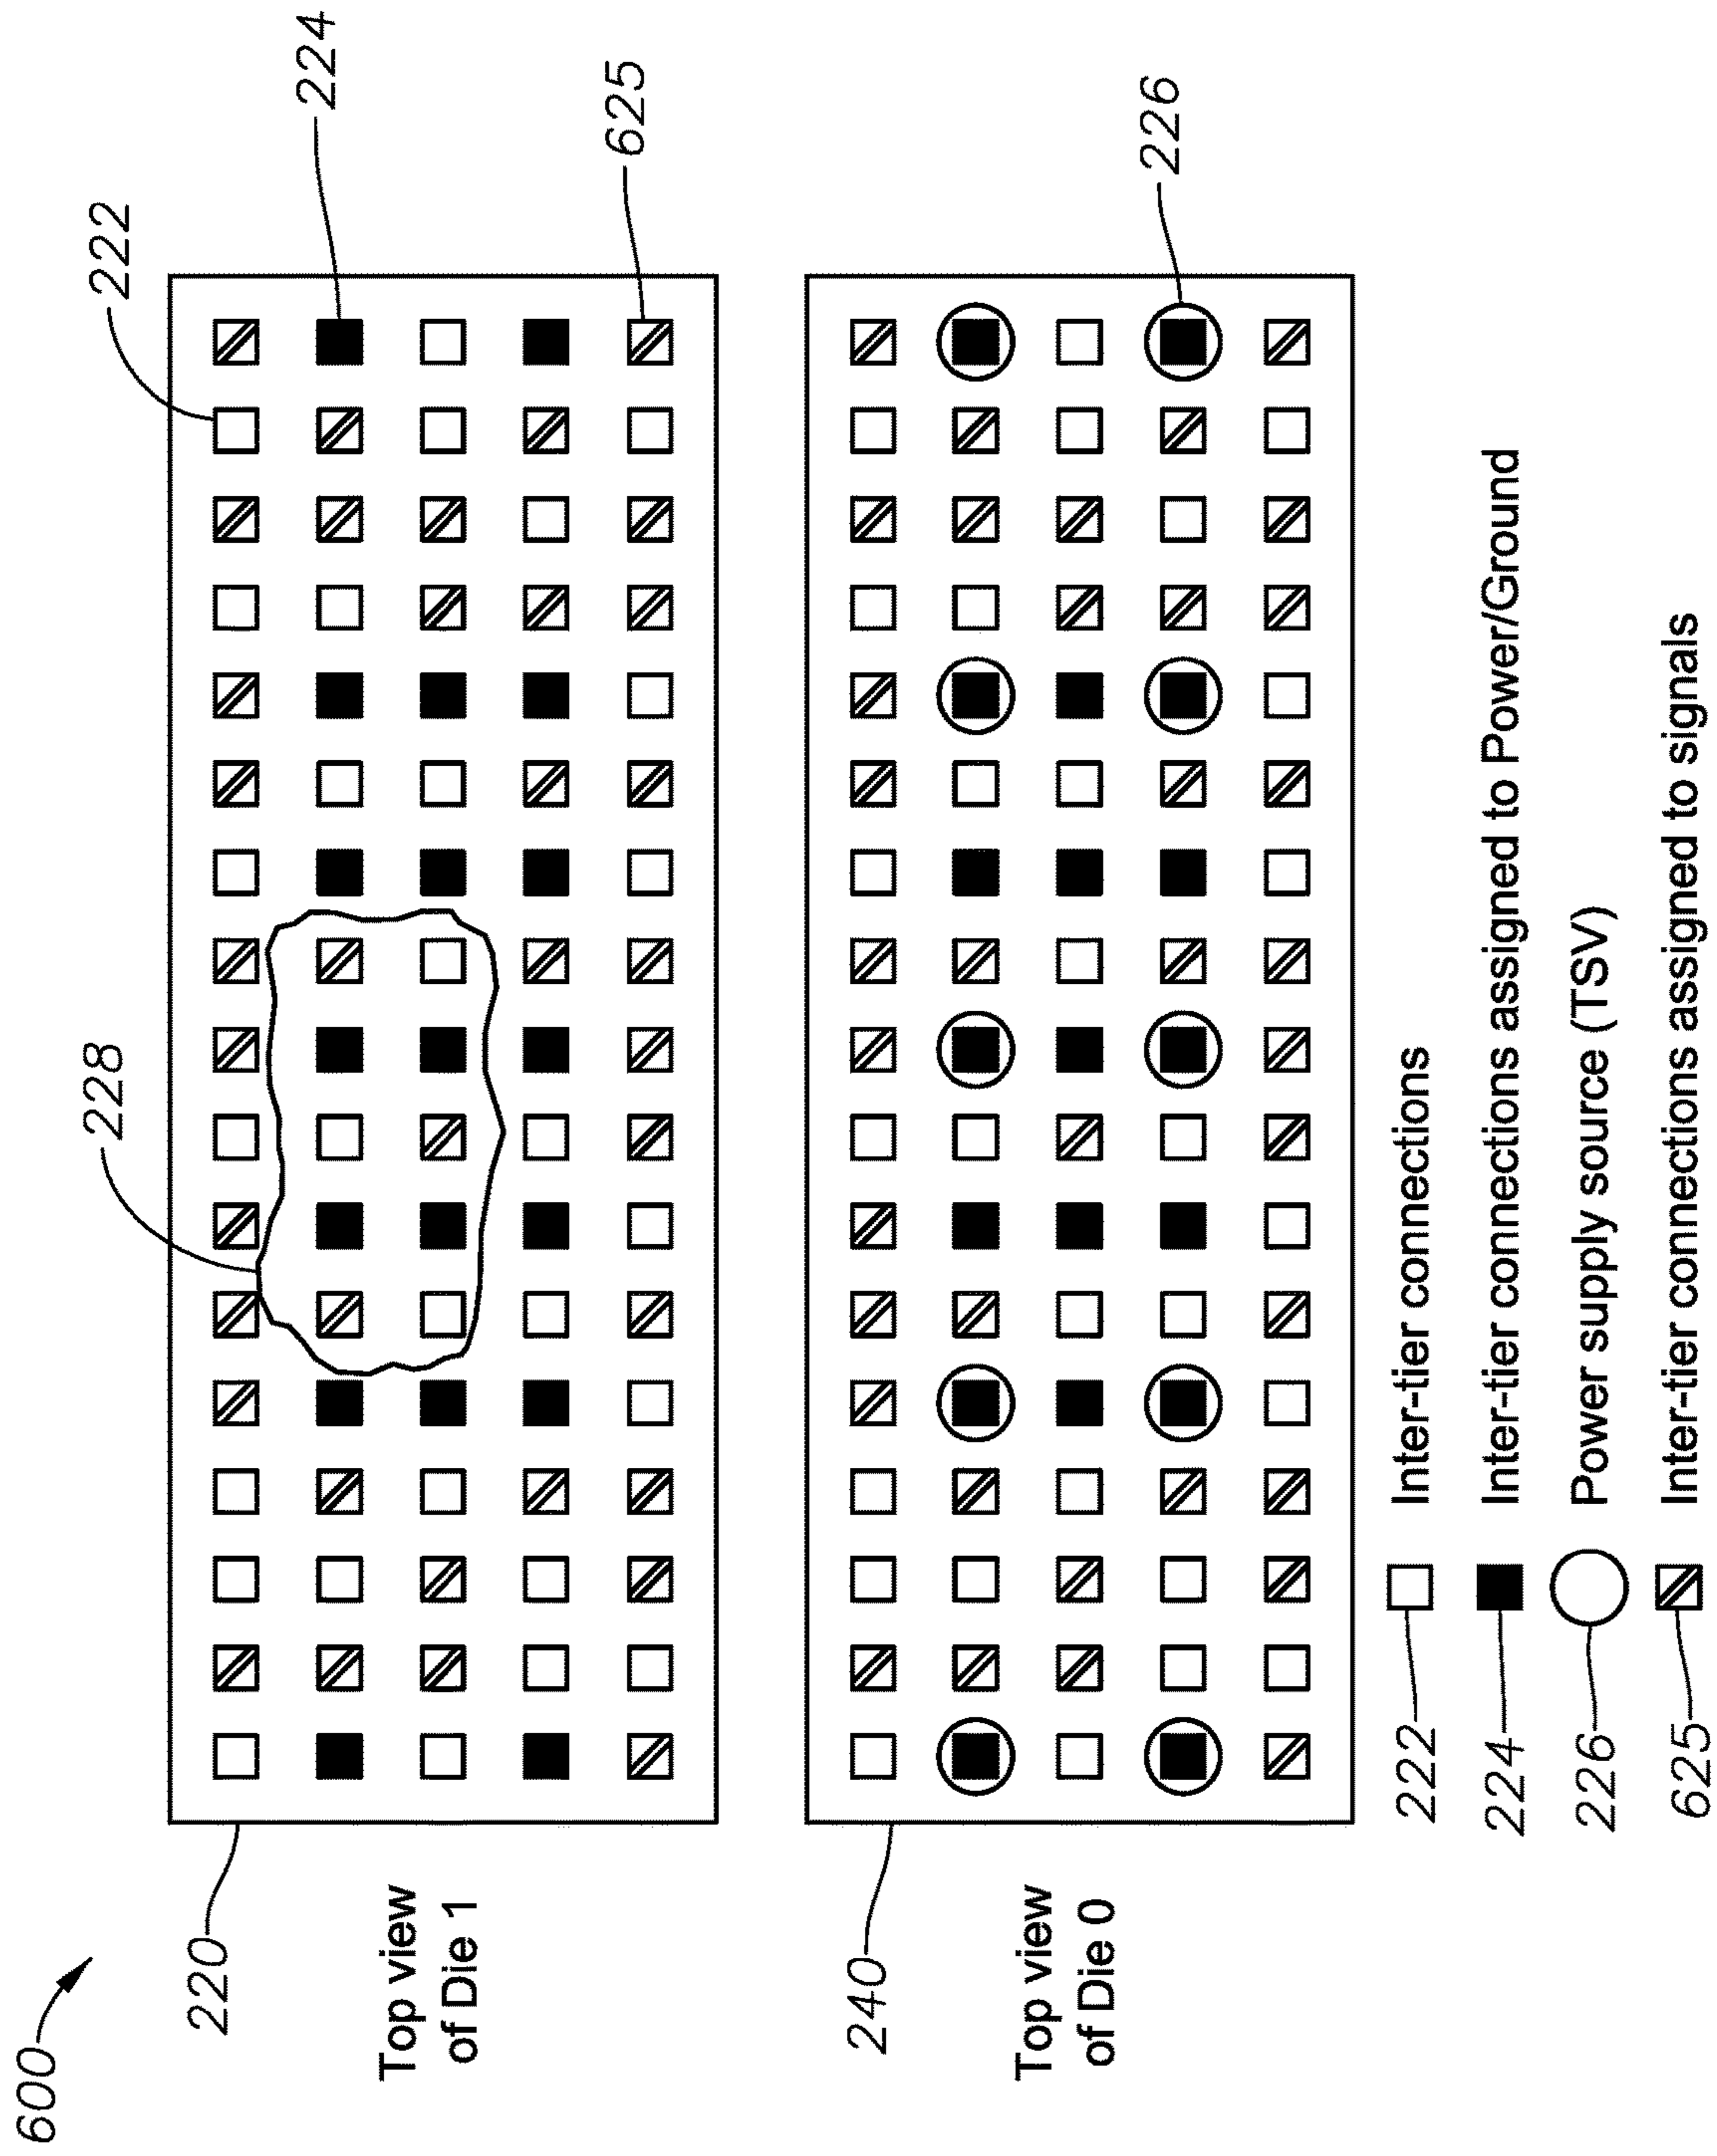 600
220
Top view
of Die 1
228
222
224
625
240
Top view
of Die 0
226
222
Inter-tier connections
224
Inter-tier connections assigned to Power/Ground
226
Power supply source (TSV)
625
Inter-tier connections assigned to signals